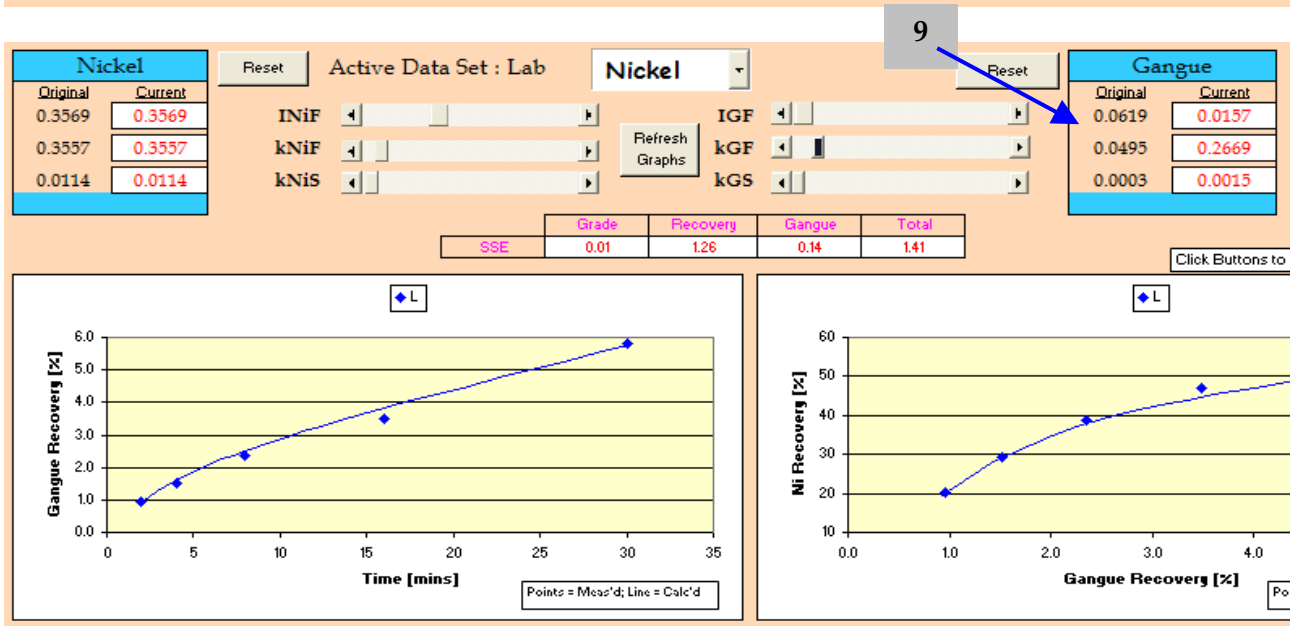 9
Nickel
Original Current
0.3569 0.3569
0.3557 0.3557
0.0114 0.0114
Reset
Active Data Set : Lab
Nickel
Reset
INiF
kNiF
kNiS
Refresh
Graphs
IGF
kGF
kGS
Gangue
Original Current
0.0619 0.0157
0.0495 0.2669
0.0003 0.0015
Grade Recovery Gangue Total
SSE 0.01 1.26 0.14 1.41
Click Buttons to
L
Gangue Recovery [%]
6.0
5.0
4.0
3.0
2.0
1.0
0.0
0 5 10 15 20 25 30 35
Time [mins]
Points = Meas'd; Line = Calc'd
L
Ni Recovery [%]
60
50
40
30
20
10
0.0 1.0 2.0 3.0 4.0
Gangue Recovery [%]
Po